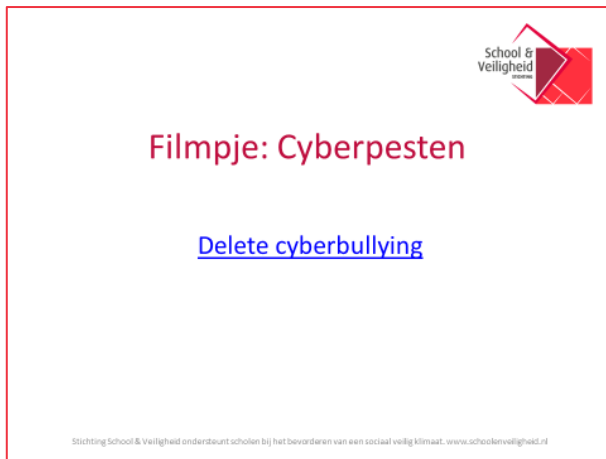 School &
Veiligheid
STICHTING
Filmpje: Cyberpesten
Delete cyberbullying
Stichting School & Veiligheid ondersteunt scholen bij het bevorderen van een sociaal veilig klimaat. www.schoolenveiligheid.nl